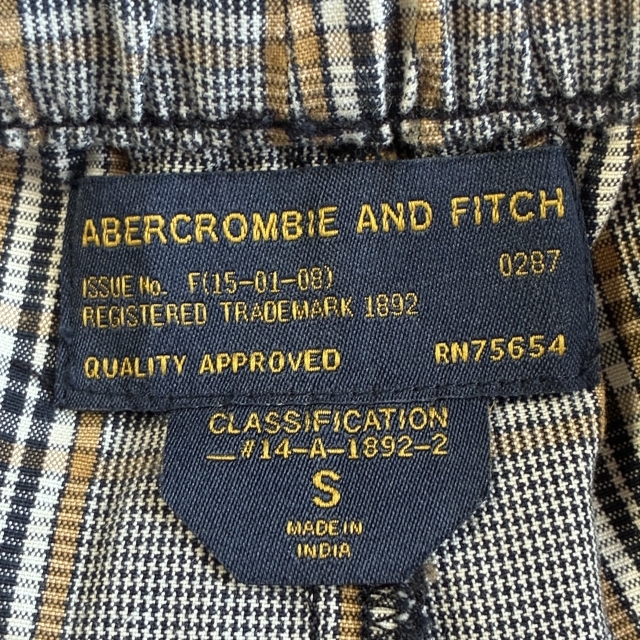 ABERCROMBIE AND FITCH
ISSUE No. F(15-01-08) 0287
REGISTERED TRADEMARK 1892
QUALITY APPROVED RN75654
CLASSIFICATION
__#14-A-1892-2
S
MADE IN
INDIA